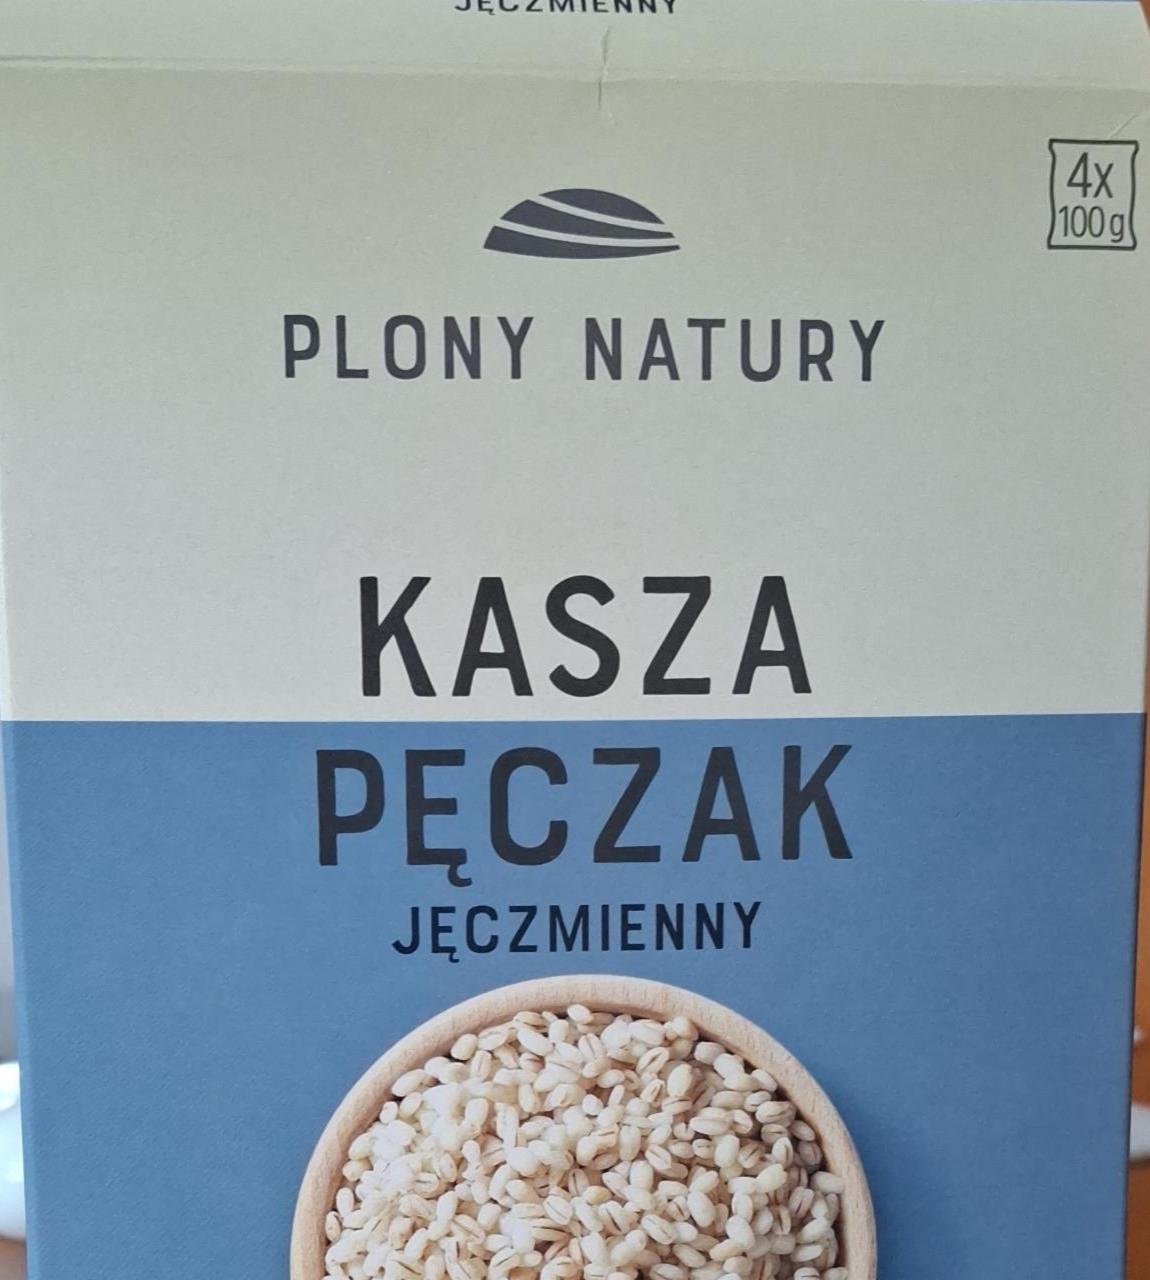 JĘCZMIENNY
4x
100g
PLONY NATURY
KASZA
PĘCZAK
JĘCZMIENNY